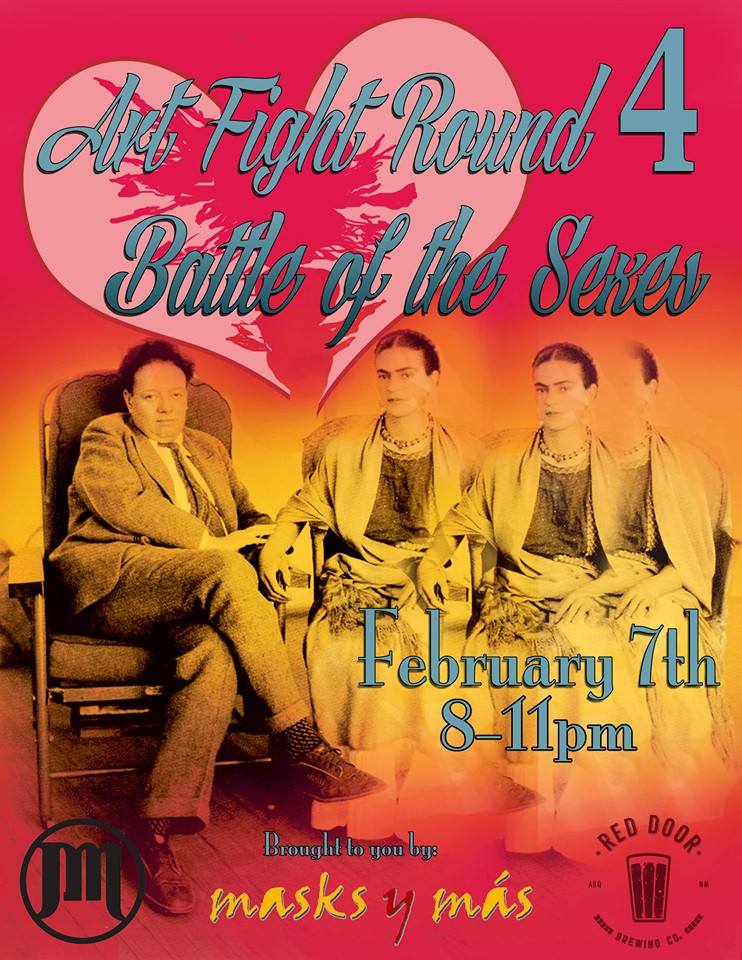 Art Fight Round 4
Battle of the Sexes
February 7th
8-11pm
Brought to you by:
masks y más
RED DOOR
ABQ NM
BREWING CO.